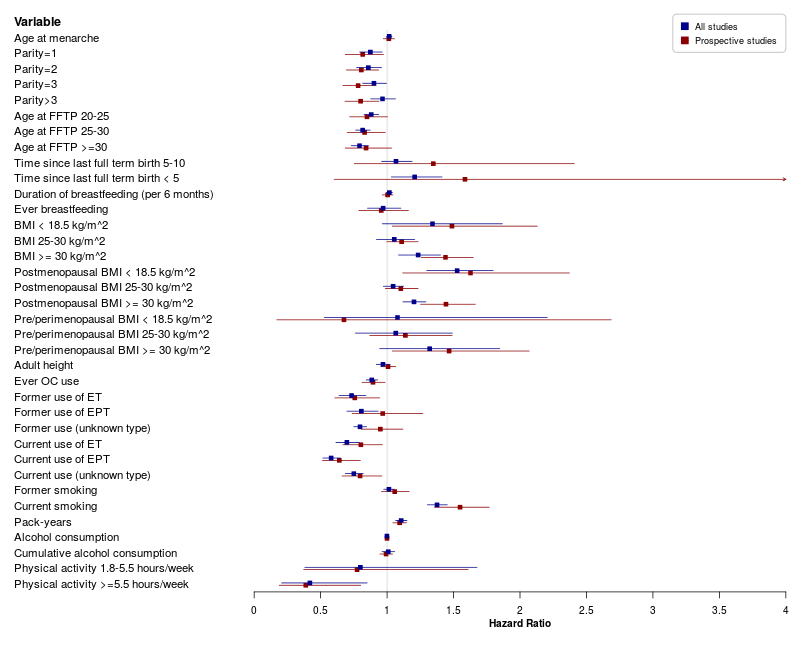 Variable
All studies
Prospective studies
Age at menarche
Parity=1
Parity=2
Parity=3
Parity>3
Age at FFTP 20-25
Age at FFTP 25-30
Age at FFTP >=30
Time since last full term birth 5-10
Time since last full term birth < 5
Duration of breastfeeding (per 6 months)
Ever breastfeeding
BMI < 18.5 kg/m^2
BMI 25-30 kg/m^2
BMI >= 30 kg/m^2
Postmenopausal BMI < 18.5 kg/m^2
Postmenopausal BMI 25-30 kg/m^2
Postmenopausal BMI >= 30 kg/m^2
Pre/perimenopausal BMI < 18.5 kg/m^2
Pre/perimenopausal BMI 25-30 kg/m^2
Pre/perimenopausal BMI >= 30 kg/m^2
Adult height
Ever OC use
Former use of ET
Former use of EPT
Former use (unknown type)
Current use of ET
Current use of EPT
Current use (unknown type)
Former smoking
Current smoking
Pack-years
Alcohol consumption
Cumulative alcohol consumption
Physical activity 1.8-5.5 hours/week
Physical activity >=5.5 hours/week
0 0.5 1 1.5 2 2.5 3 3.5 4
Hazard Ratio